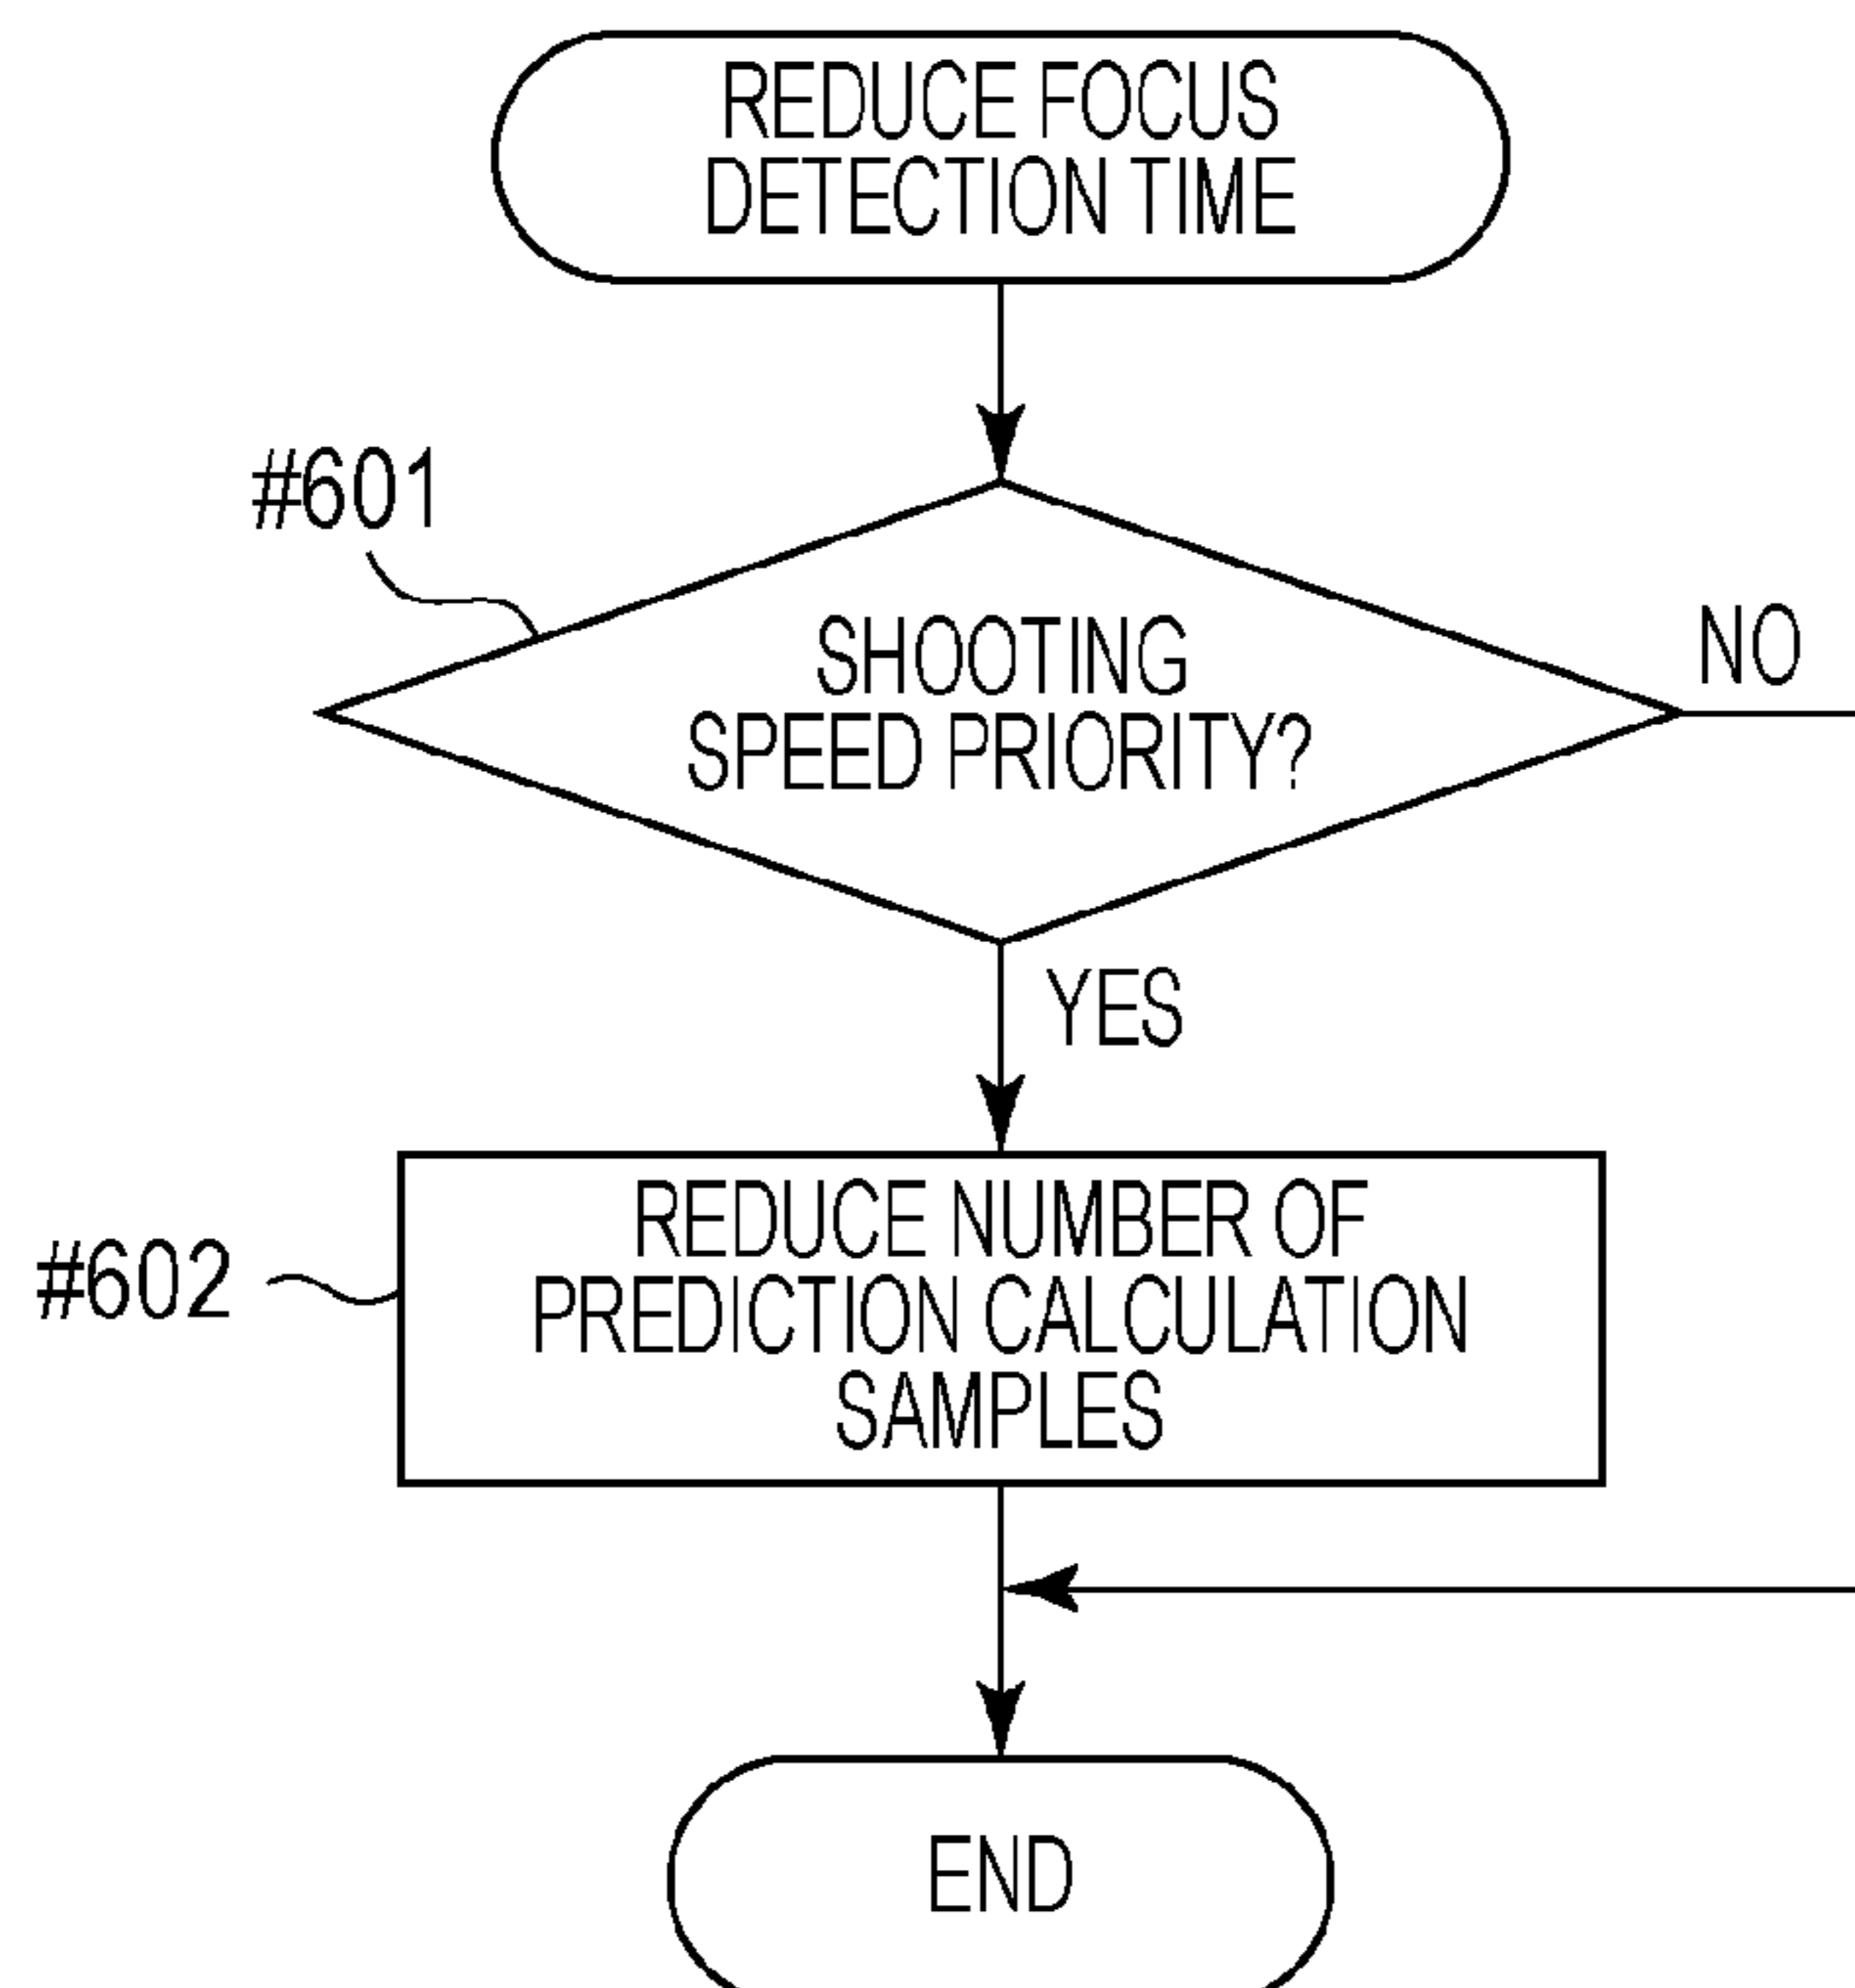 REDUCE FOCUS
DETECTION TIME
#601
SHOOTING
SPEED PRIORITY?
NO
YES
#602
REDUCE NUMBER OF
PREDICTION CALCULATION
SAMPLES
END